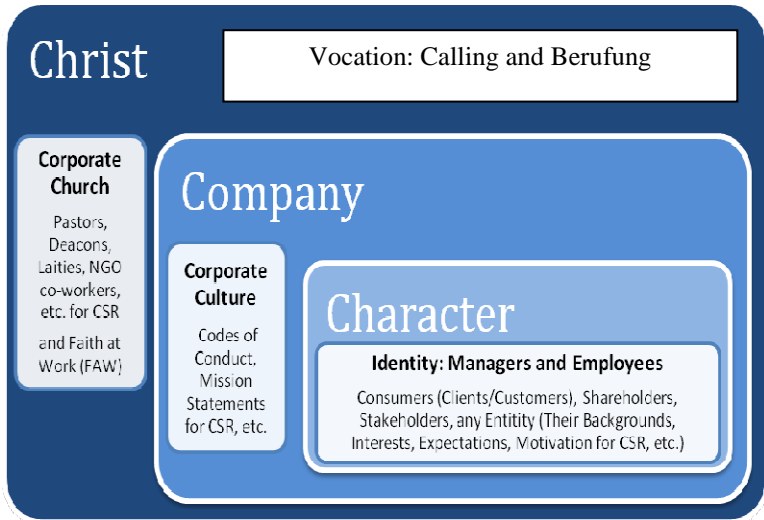 Christ
Vocation: Calling and Berufung
Corporate
Church
Pastors,
Deacons,
Laities, NGO
co-workers,
etc. for CSR
and Faith at
Work (FAW)
Company
Corporate
Culture
Codes of
Conduct,
Mission
Statements
for CSR, etc.
Character
Identity: Managers and Employees
Consumers (Clients/Customers), Shareholders,
Stakeholders, any Entitity (Their Backgrounds,
Interests, Expectations, Motivation for CSR, etc.)